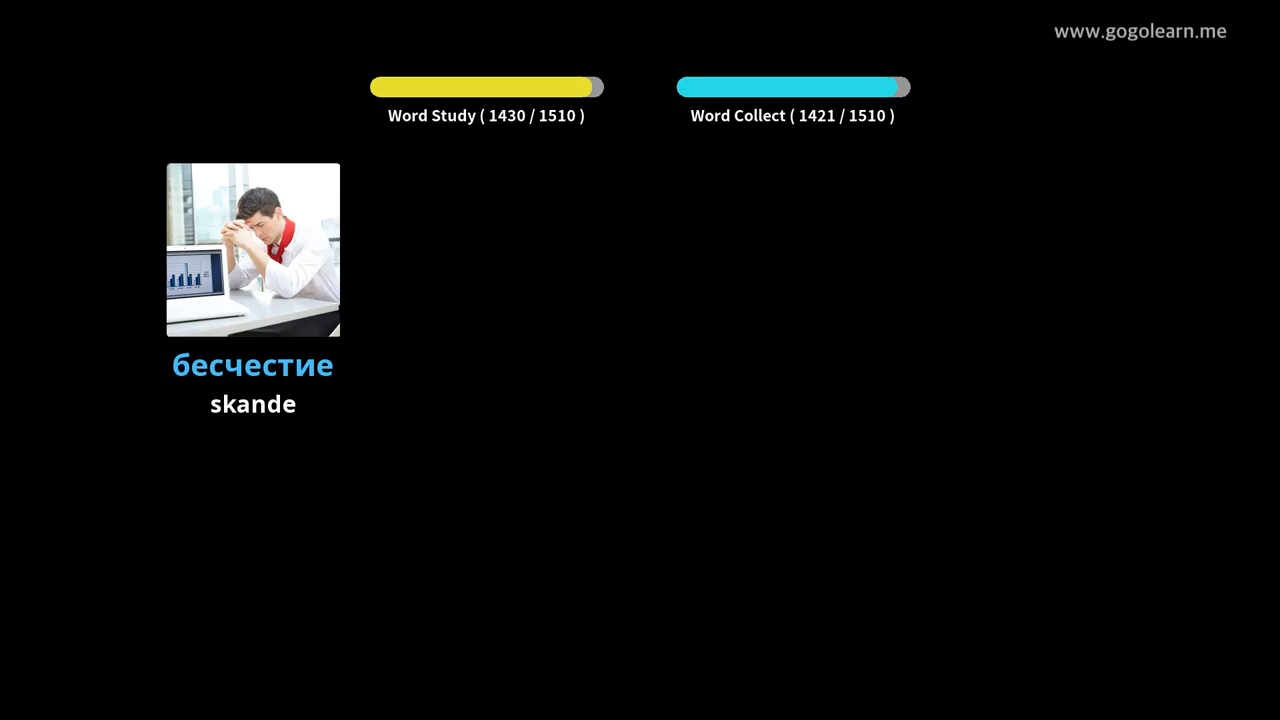 www.gogolearn.me
Word Study ( 1430 / 1510 )
Word Collect ( 1421 / 1510 )
бесчестие
skande